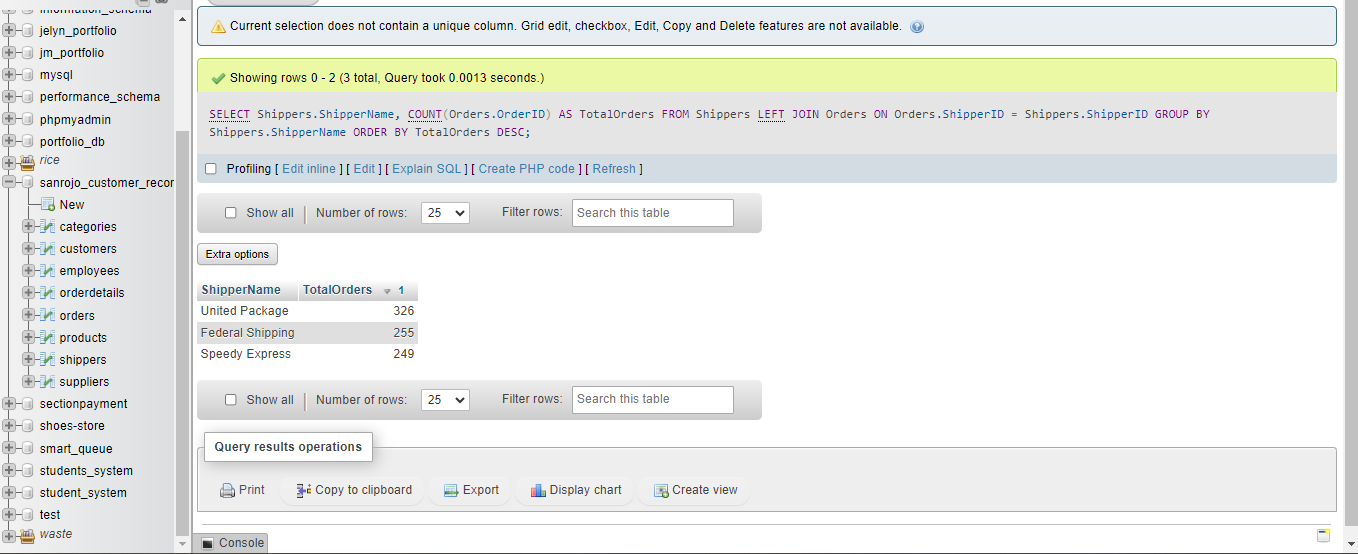 information_schema
jelyn_portfolio
jm_portfolio
mysql
performance_schema
phpmyadmin
portfolio_db
rice
sanrojo_customer_recor
New
categories
customers
employees
orderdetails
orders
products
shippers
suppliers
sectionpayment
shoes-store
smart_queue
students_system
student_system
test
waste
Current selection does not contain a unique column. Grid edit, checkbox, Edit, Copy and Delete features are not available.
Showing rows 0 - 2 (3 total, Query took 0.0013 seconds.)
SELECT Shippers.ShipperName, COUNT(Orders.OrderID) AS TotalOrders FROM Shippers LEFT JOIN Orders ON Orders.ShipperID = Shippers.ShipperID GROUP BY
Shippers.ShipperName ORDER BY TotalOrders DESC;
Profiling [ Edit inline ] [ Edit ] [ Explain SQL ] [ Create PHP code ] [ Refresh ]
Show all | Number of rows: 25 Filter rows: Search this table
Extra options
ShipperName TotalOrders 1
United Package 326
Federal Shipping 255
Speedy Express 249
Show all | Number of rows: 25 Filter rows: Search this table
Query results operations
Print Copy to clipboard Export Display chart Create view
Console